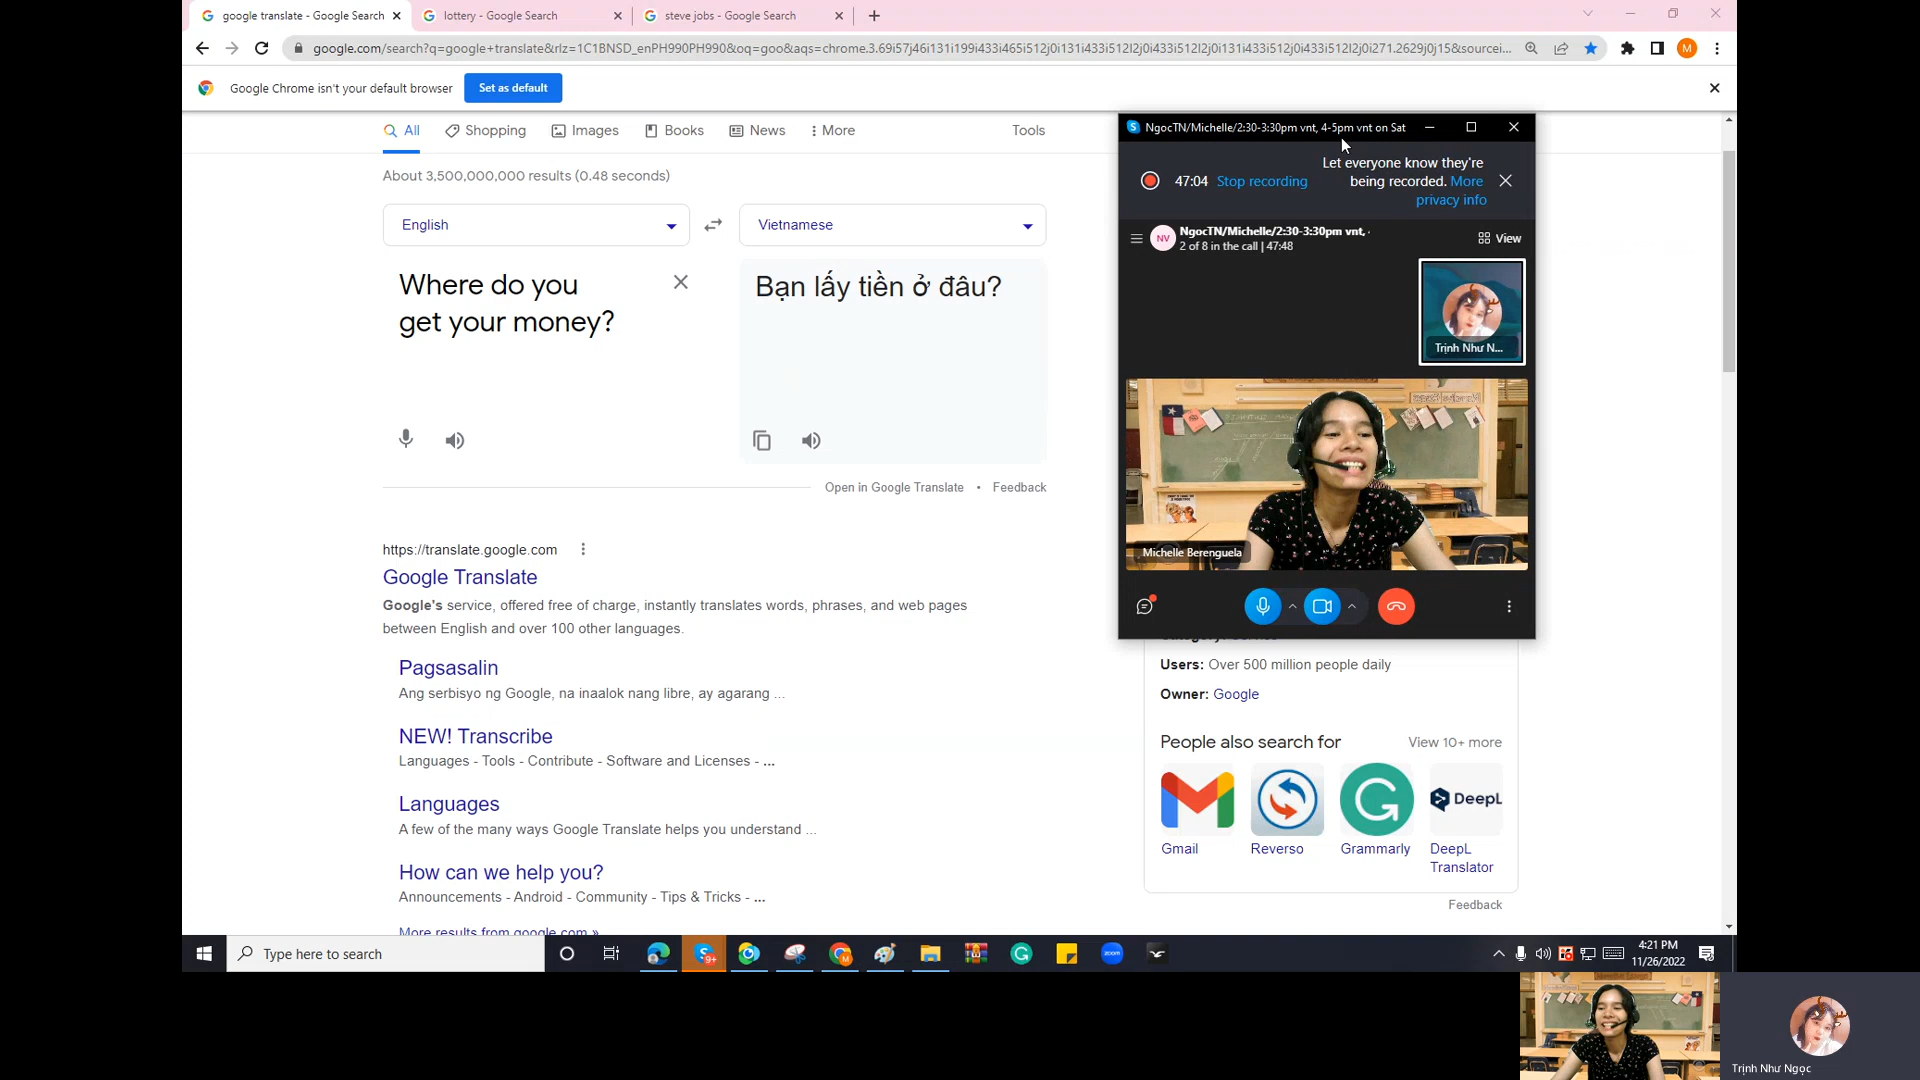 google translate - Google Search
lottery - Google Search
steve jobs - Google Search
google.com/search?q=google+translate&rlz=1C1BNSD_enPH990PH990&oq=goo&aqs=chrome.3.69i57j46i131i199i433i465i512j0i131i433i512l2j0i433i512l2j0i131i433i512j0i433i512l2j0i271.2629j0j15&sourcei...
M
Google Chrome isn't your default browser
Set as default
All
Shopping
Images
Books
News
More
Tools
About 3,500,000,000 results (0.48 seconds)
English
Vietnamese
Where do you
get your money?
Bạn lấy tiền ở đâu?
Open in Google Translate • Feedback
https://translate.google.com
Google Translate
Google's service, offered free of charge, instantly translates words, phrases, and web pages
between English and over 100 other languages.
Pagsasalin
Ang serbisyo ng Google, na inaalok nang libre, ay agarang ...
NEW! Transcribe
Languages - Tools - Contribute - Software and Licenses - ...
Languages
A few of the many ways Google Translate helps you understand ...
How can we help you?
Announcements - Android - Community - Tips & Tricks - ...
More results from google.com »
NgocTN/Michelle/2:30-3:30pm vnt, 4-5pm vnt on Sat
Let everyone know they're
being recorded. More
privacy info
47:04 Stop recording
NV
NgocTN/Michelle/2:30-3:30pm vnt,
2 of 8 in the call | 47:48
View
Trịnh Như N...
Michelle Berenguela
Users: Over 500 million people daily
Owner: Google
People also search for
View 10+ more
DeepL
Gmail
Reverso
Grammarly
DeepL
Translator
Feedback
Type here to search
9+
zoom
4:21 PM
11/26/2022
Trịnh Như Ngọc